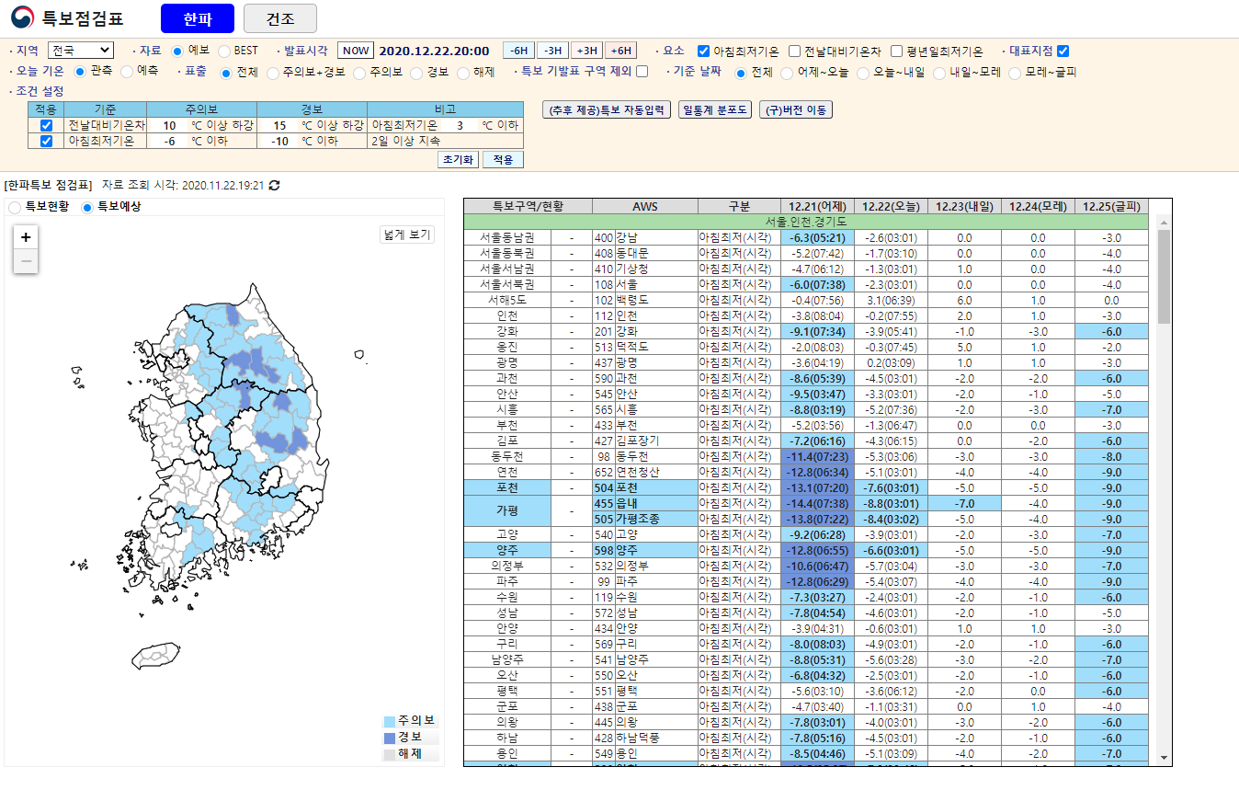 특보점검표 한파 건조
· 지역 전국 · 자료 예보 BEST · 발표시각 NOW 2020.12.22.20:00 -6H -3H +3H +6H · 요소 아침최저기온 전날대비기온차 평년일최저기온 · 대표지점
· 오늘 기온 관측 예측 · 표출 전체 주의보+경보 주의보 경보 해제 · 특보 기발표 구역 제외 · 기준 날짜 전체 어제~오늘 오늘~내일 내일~모레 모레~글피
· 조건 설정
적용 기준 주의보 경보 비고
전날대비기온차 10 ℃ 이상 하강 15 ℃ 이상 하강 아침최저기온 3 ℃ 이하
아침최저기온 -6 ℃ 이하 -10 ℃ 이하 2일 이상 지속
초기화 적용
(추후 제공)특보 자동입력 일통계 분포도 (구)버전 이동
[한파특보 점검표] 자료 조회 시각: 2020.11.22.19:21
특보현황 특보예상
+
−
넓게 보기
주의보
경보
해제
특보구역/현황 AWS 구분 12.21(어제) 12.22(오늘) 12.23(내일) 12.24(모레) 12.25(글피)
서울.인천.경기도
서울동남권 - 400 강남 아침최저(시각) -6.3(05:21) -2.6(03:01) 0.0 0.0 -3.0
서울동북권 - 408 동대문 아침최저(시각) -5.2(07:42) -1.7(03:10) 0.0 0.0 -4.0
서울서남권 - 410 기상청 아침최저(시각) -4.7(06:12) -1.3(03:01) 1.0 0.0 -4.0
서울서북권 - 108 서울 아침최저(시각) -6.0(07:38) -2.3(03:01) 0.0 0.0 -4.0
서해5도 - 102 백령도 아침최저(시각) -0.4(07:56) 3.1(06:39) 6.0 1.0 0.0
인천 - 112 인천 아침최저(시각) -3.8(08:04) -0.2(07:55) 2.0 1.0 -3.0
강화 - 201 강화 아침최저(시각) -9.1(07:34) -3.9(05:41) -1.0 -3.0 -6.0
옹진 - 513 덕적도 아침최저(시각) -2.0(08:03) -0.3(07:45) 5.0 1.0 -2.0
광명 - 437 광명 아침최저(시각) -3.6(04:19) 0.2(03:09) 1.0 1.0 -3.0
과천 - 590 과천 아침최저(시각) -8.6(05:39) -4.5(03:01) -2.0 -2.0 -6.0
안산 - 545 안산 아침최저(시각) -9.5(03:47) -3.3(03:01) -2.0 -1.0 -5.0
시흥 - 565 시흥 아침최저(시각) -8.8(03:19) -5.2(07:36) -2.0 -3.0 -7.0
부천 - 433 부천 아침최저(시각) -5.2(03:56) -1.3(06:47) 0.0 0.0 -3.0
김포 - 427 김포장기 아침최저(시각) -7.2(06:16) -4.3(06:15) 0.0 -2.0 -6.0
동두천 - 98 동두천 아침최저(시각) -11.4(07:23) -5.3(03:06) -3.0 -3.0 -8.0
연천 - 652 연천청산 아침최저(시각) -12.8(06:34) -5.1(03:01) -4.0 -4.0 -9.0
포천 - 504 포천 아침최저(시각) -13.1(07:20) -7.6(03:01) -5.0 -5.0 -9.0
가평 - 455 읍내 아침최저(시각) -14.4(07:38) -8.8(03:01) -7.0 -4.0 -9.0
505 가평조종 아침최저(시각) -13.8(07:22) -8.4(03:02) -5.0 -4.0 -9.0
고양 - 540 고양 아침최저(시각) -9.2(06:28) -3.9(03:01) -2.0 -3.0 -7.0
양주 - 598 양주 아침최저(시각) -12.8(06:55) -6.6(03:01) -5.0 -5.0 -9.0
의정부 - 532 의정부 아침최저(시각) -10.6(06:47) -5.7(03:04) -3.0 -3.0 -7.0
파주 - 99 파주 아침최저(시각) -12.8(06:29) -5.4(03:07) -4.0 -4.0 -9.0
수원 - 119 수원 아침최저(시각) -7.3(03:27) -2.4(03:01) -2.0 -1.0 -6.0
성남 - 572 성남 아침최저(시각) -7.8(04:54) -4.6(03:01) -2.0 -1.0 -5.0
안양 - 434 안양 아침최저(시각) -3.9(04:31) -0.6(03:01) 1.0 1.0 -3.0
구리 - 569 구리 아침최저(시각) -8.0(08:03) -4.9(03:01) -2.0 -1.0 -6.0
남양주 - 541 남양주 아침최저(시각) -8.8(05:31) -5.6(03:28) -3.0 -2.0 -7.0
오산 - 550 오산 아침최저(시각) -6.8(04:32) -2.5(03:01) -2.0 -1.0 -6.0
평택 - 551 평택 아침최저(시각) -5.6(03:10) -3.6(06:12) -2.0 0.0 -6.0
군포 - 438 군포 아침최저(시각) -4.7(03:40) -1.1(03:31) 0.0 1.0 -4.0
의왕 - 445 의왕 아침최저(시각) -7.8(03:01) -4.0(03:01) -3.0 -2.0 -6.0
하남 - 428 하남덕풍 아침최저(시각) -7.8(05:16) -4.5(03:01) -2.0 -1.0 -6.0
용인 - 549 용인 아침최저(시각) -8.5(04:46) -5.1(03:09) -4.0 -2.0 -7.0